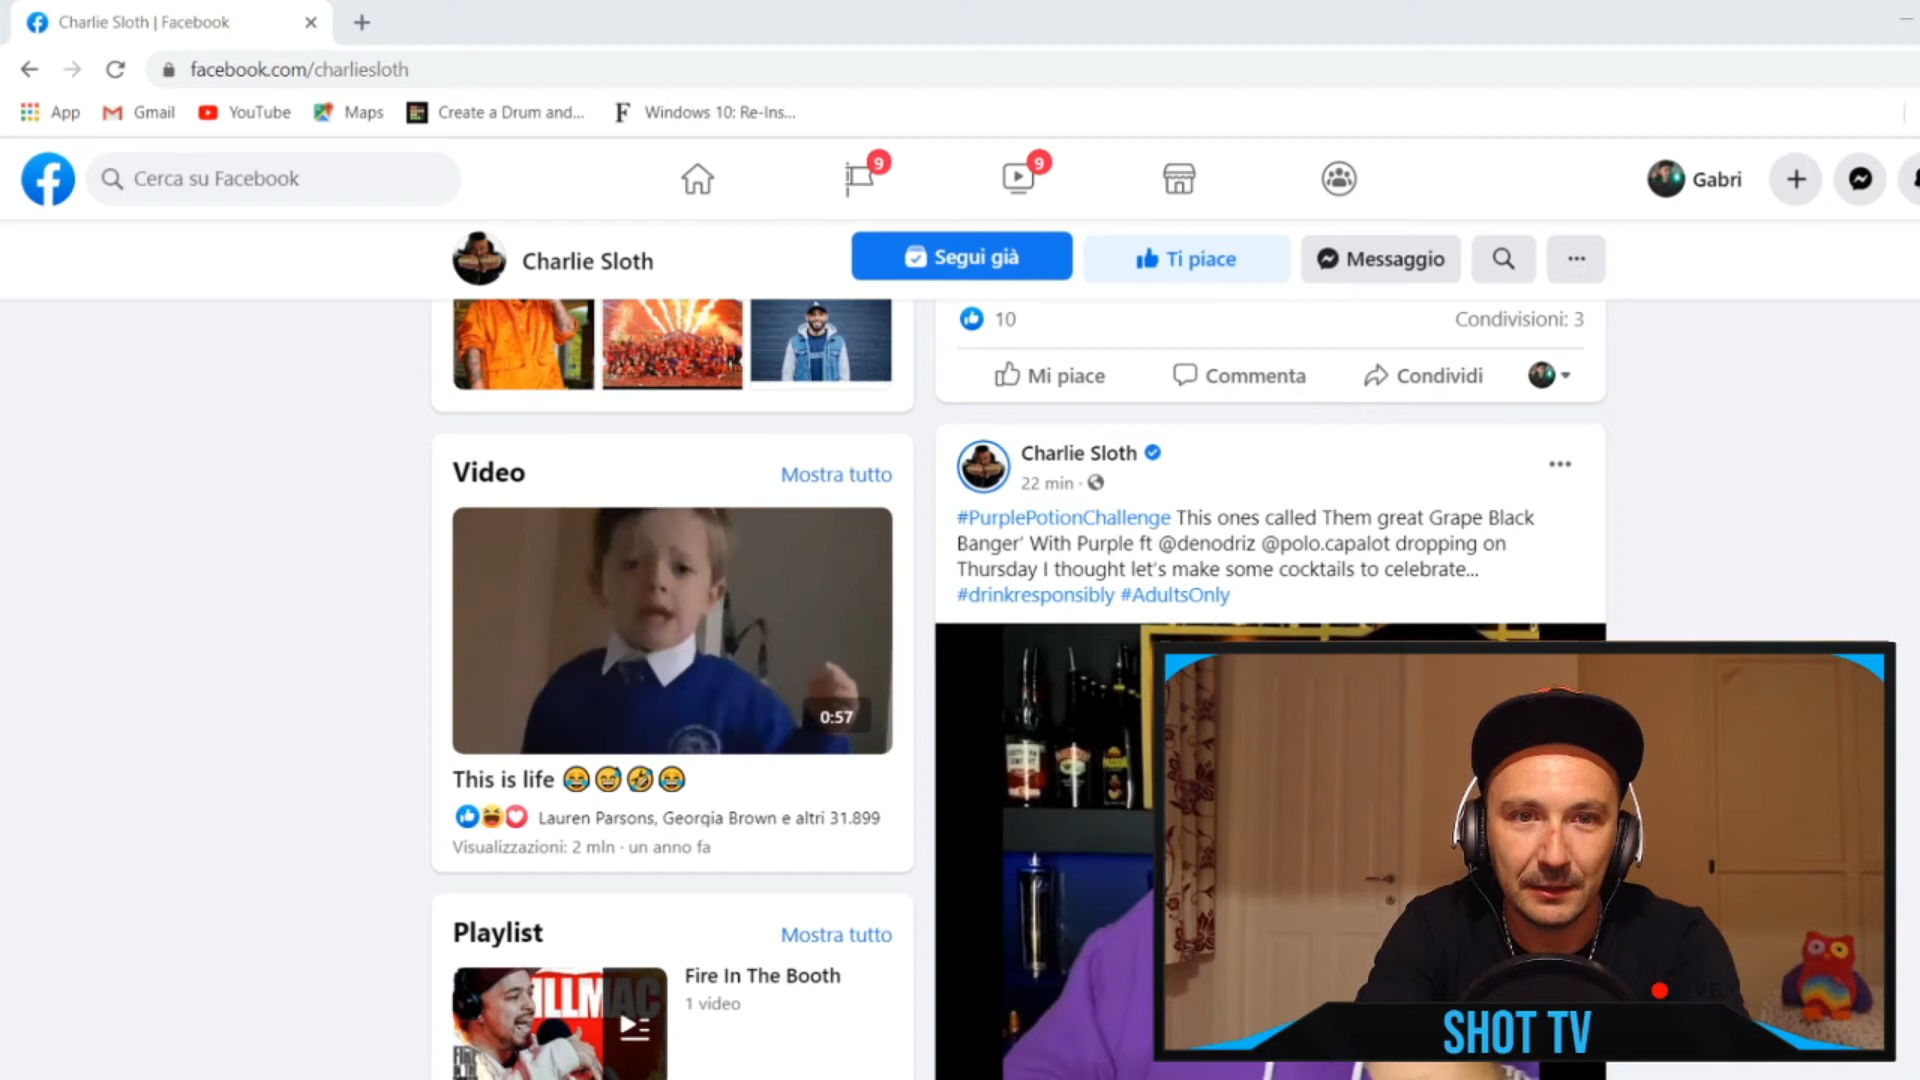 Charlie Sloth | Facebook
facebook.com/charliesloth
App
Gmail
YouTube
Maps
Create a Drum and...
Windows 10: Re-Ins...
Cerca su Facebook
9
9
Gabri
Charlie Sloth
Segui già
Ti piace
Messaggio
10
Condivisioni: 3
Mi piace
Commenta
Condividi
Video
Mostra tutto
0:57
This is life 😂😅🤣😂
Lauren Parsons, Georgia Brown e altri 31.899
Visualizzazioni: 2 mln · un anno fa
Playlist
Mostra tutto
ILLMAC
Fire In The Booth
1 video
Charlie Sloth
22 min ·
#PurplePotionChallenge This ones called Them great Grape Black
Banger' With Purple ft @denodriz @polo.capalot dropping on
Thursday I thought let's make some cocktails to celebrate...
#drinkresponsibly #AdultsOnly
SHOT TV